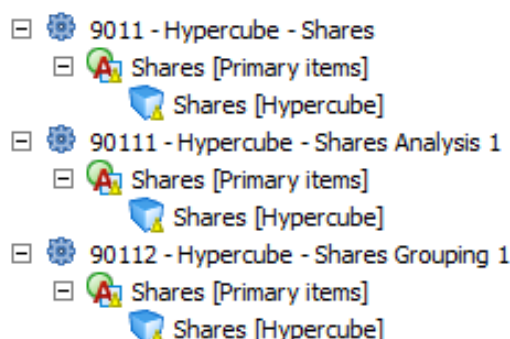 9011 - Hypercube - Shares
Shares [Primary items]
Shares [Hypercube]
90111 - Hypercube - Shares Analysis 1
Shares [Primary items]
Shares [Hypercube]
90112 - Hypercube - Shares Grouping 1
Shares [Primary items]
Shares [Hypercube]